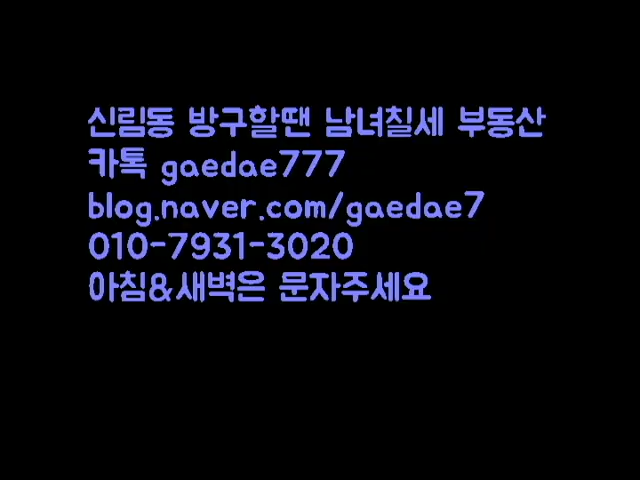 신림동 방구할땐 남녀칠세 부동산
카톡 gaedae777
blog.naver.com/gaedae7
010-7931-3020
아침&새벽은 문자주세요